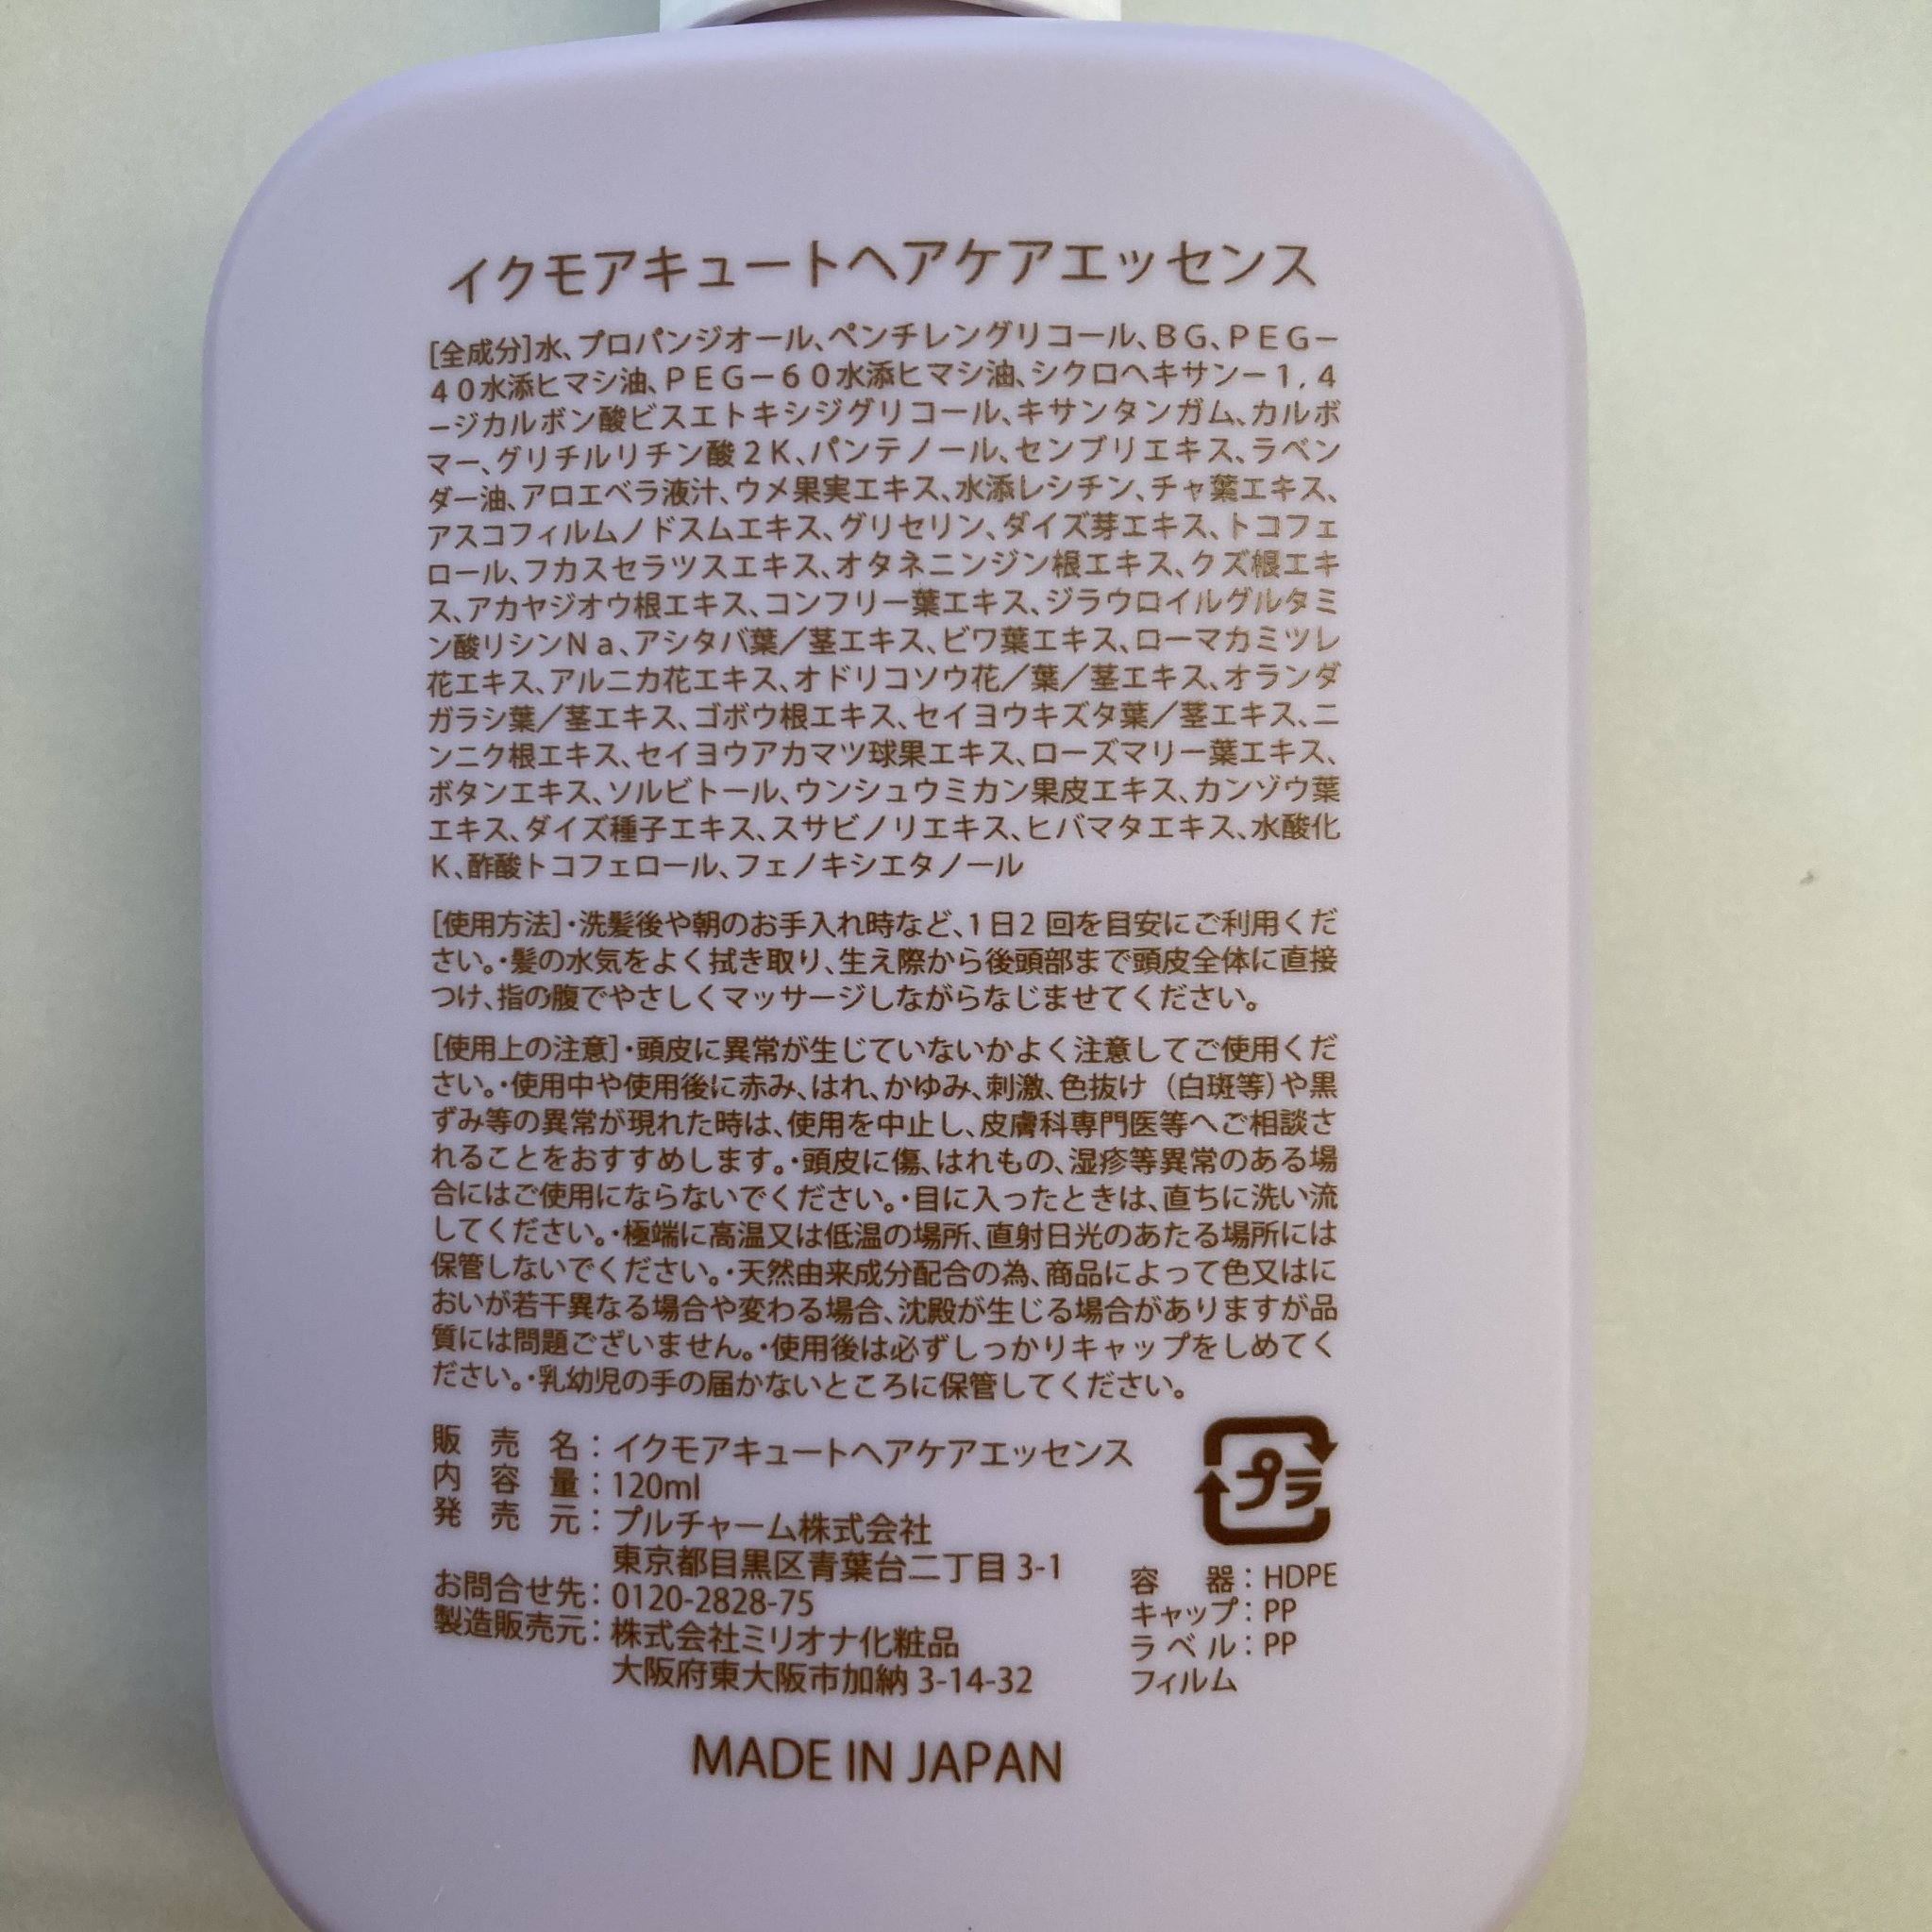 イクモアキュートヘアケアエッセンス
[全成分]水、プロパンジオール、ペンチレングリコール、BG、PEGー
40水添ヒマシ油、PEGー60水添ヒマシ油、シクロヘキサンー1,4
ージカルボン酸ビスエトキシジグリコール、キサンタンガム、カルボ
マー、グリチルリチン酸2K、パンテノール、センブリエキス、ラベン
ダー油、アロエベラ液汁、ウメ果実エキス、水添レシチン、チャ葉エキス、
アスコフィルムノドスムエキス、グリセリン、ダイズ芽エキス、トコフェ
ロール、フカスセラツスエキス、オタネニンジン根エキス、クズ根エキ
ス、アカヤジオウ根エキス、コンフリー葉エキス、ジラウロイルグルタミ
ン酸リシンNa、アシタバ葉／茎エキス、ビワ葉エキス、ローマカミツレ
花エキス、アルニカ花エキス、オドリコソウ花／葉／茎エキス、オランダ
ガラシ葉／茎エキス、ゴボウ根エキス、セイヨウキズタ葉／茎エキス、ニ
ンニク根エキス、セイヨウアカマツ球果エキス、ローズマリー葉エキス、
ボタンエキス、ソルビトール、ウンシュウミカン果皮エキス、カンゾウ葉
エキス、ダイズ種子エキス、スサビノリエキス、ヒバマタエキス、水酸化
K、酢酸トコフェロール、フェノキシエタノール
[使用方法]・洗髪後や朝のお手入れ時など、1日2 回を目安にご利用くだ
さい。・髪の水気をよく拭き取り、生え際から後頭部まで頭皮全体に直接
つけ、指の腹でやさしくマッサージしながらなじませてください。
[使用上の注意]・頭皮に異常が生じていないかよく注意してご使用くだ
さい。・使用中や使用後に赤み、はれ、かゆみ、刺激、色抜け（白斑等）や黒
ずみ等の異常が現れた時は、使用を中止し、皮膚科専門医等へご相談さ
れることをおすすめします。・頭皮に傷、はれもの、湿疹等異常のある場
合にはご使用にならないでください。・目に入ったときは、直ちに洗い流
してください。・極端に高温又は低温の場所、直射日光のあたる場所には
保管しないでください。・天然由来成分配合の為、商品によって色又はに
おいが若干異なる場合や変わる場合、沈殿が生じる場合がありますが品
質には問題ございません。・使用後は必ずしっかりキャップをしめてく
ださい。・乳幼児の手の届かないところに保管してください。
販売名：イクモアキュートヘアケアエッセンス
内容量：120ml
発売元：プルチャーム株式会社
東京都目黒区青葉台二丁目 3-1
お問合せ先：0120-2828-75
製造販売元：株式会社ミリオナ化粧品
大阪府東大阪市加納 3-14-32
プラ
容器：HDPE
キャップ：PP
ラベル：PP
フィルム
MADE IN JAPAN